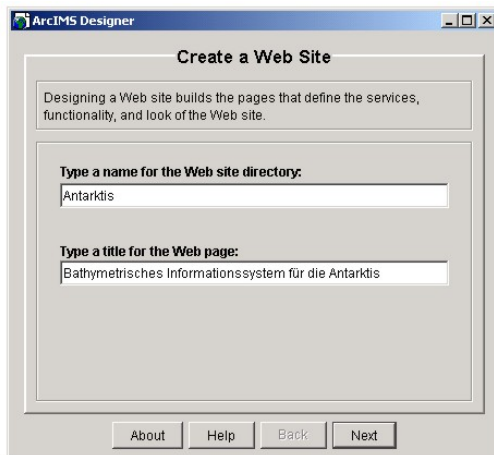 ArcIMS Designer
Create a Web Site
Designing a Web site builds the pages that define the services,
functionality, and look of the Web site.
Type a name for the Web site directory:
Antarktis
Type a title for the Web page:
Bathymetrisches Informationssystem für die Antarktis
About Help Back Next